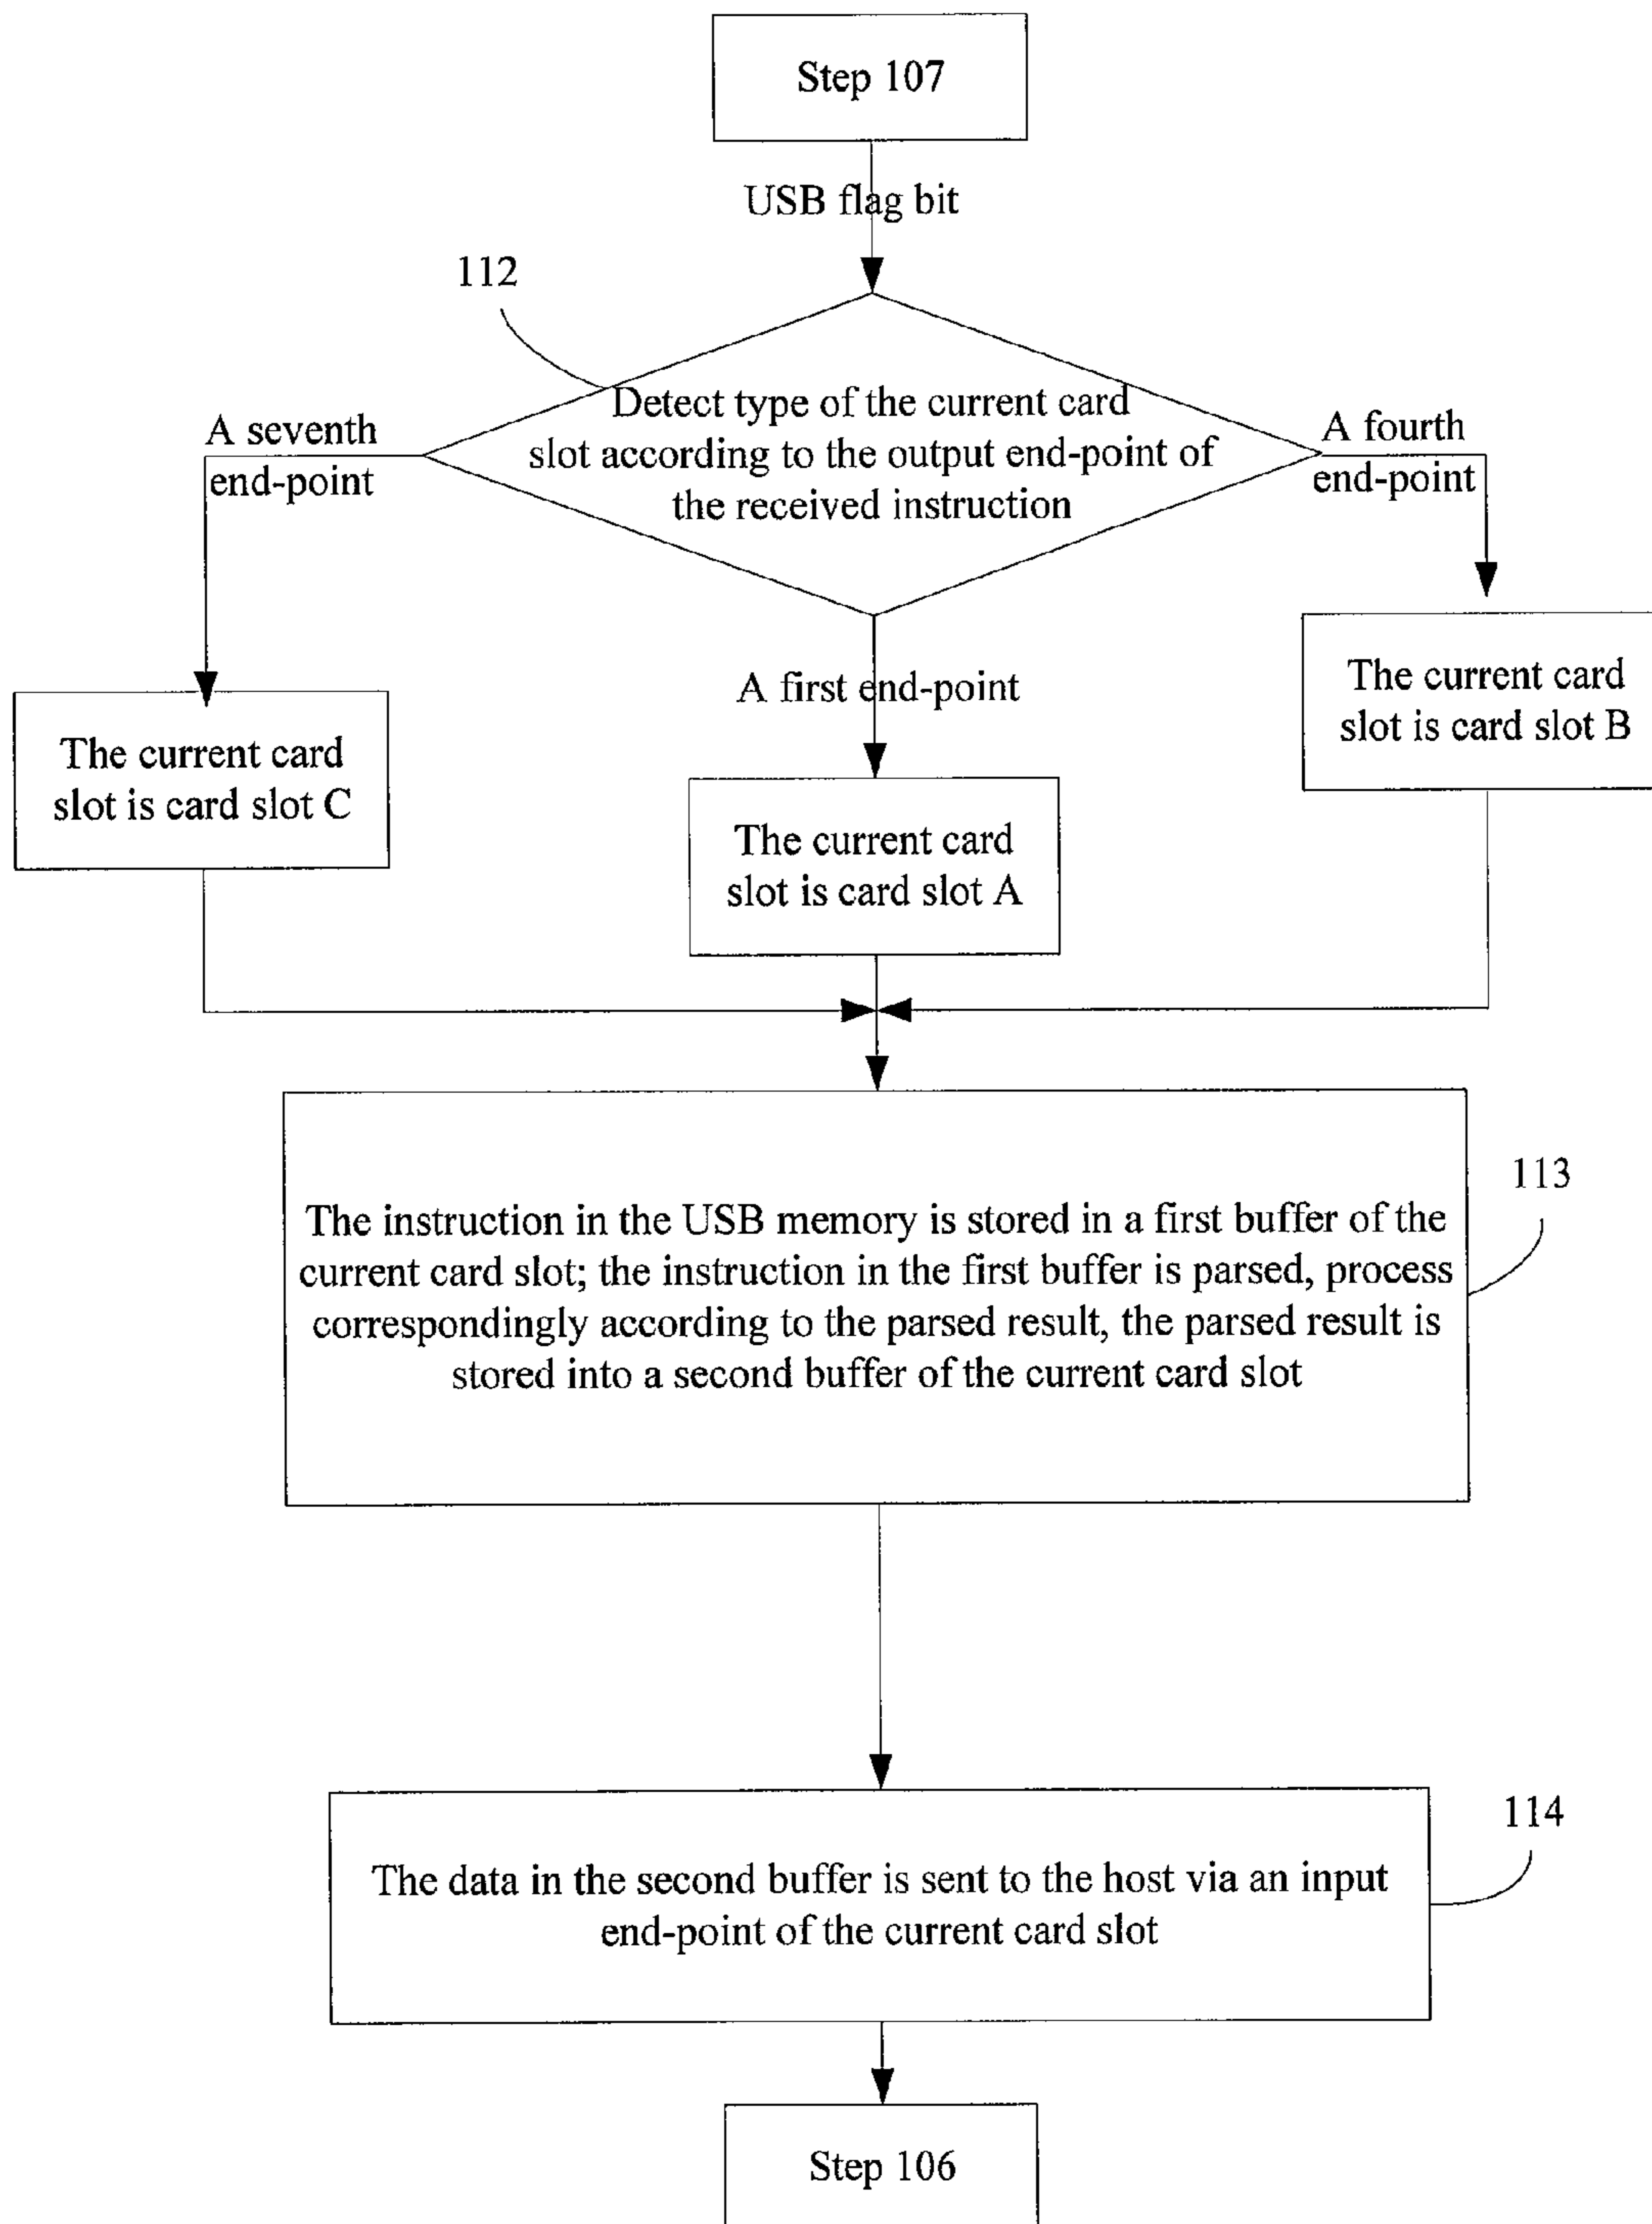 Step 107
USB flag bit
112
Detect type of the current card
slot according to the output end-point of
the received instruction
A seventh
end-point
A fourth
end-point
A first end-point
The current card
slot is card slot C
The current card
slot is card slot A
The current card
slot is card slot B
113
The instruction in the USB memory is stored in a first buffer of the
current card slot; the instruction in the first buffer is parsed, process
correspondingly according to the parsed result, the parsed result is
stored into a second buffer of the current card slot
114
The data in the second buffer is sent to the host via an input
end-point of the current card slot
Step 106